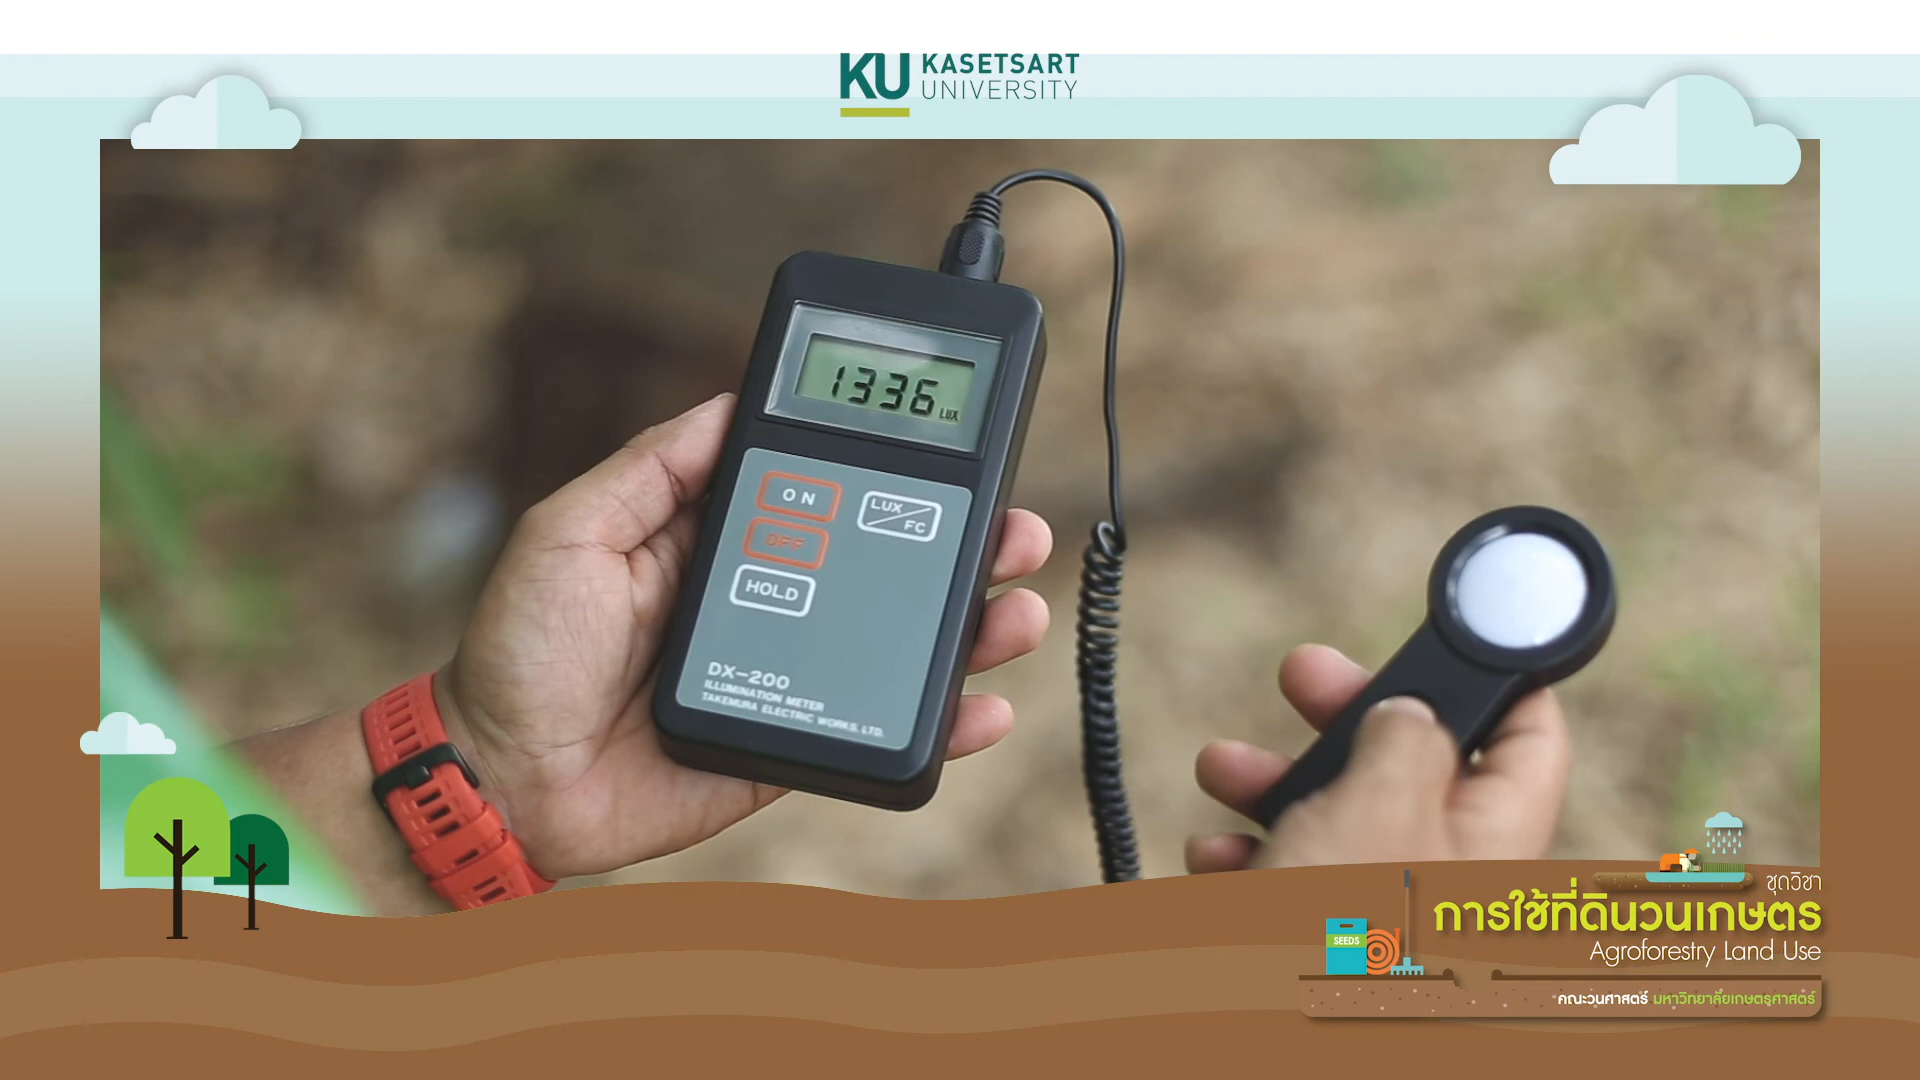 KU KASETSART
UNIVERSITY
1336 LUX
ON
LUX/FC
OFF
HOLD
DX-200
ILLUMINATION METER
TAKEMURA ELECTRIC WORKS, LTD.
ชุดวิชา
การใช้ที่ดินวนเกษตร
SEEDS
Agroforestry Land Use
คณะวนศาสตร์ มหาวิทยาลัยเกษตรศาสตร์